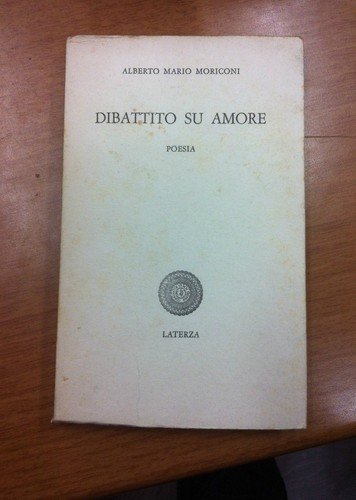 ALBERTO MARIO MORICONI
DIBATTITO SU AMORE
POESIA
LATERZA